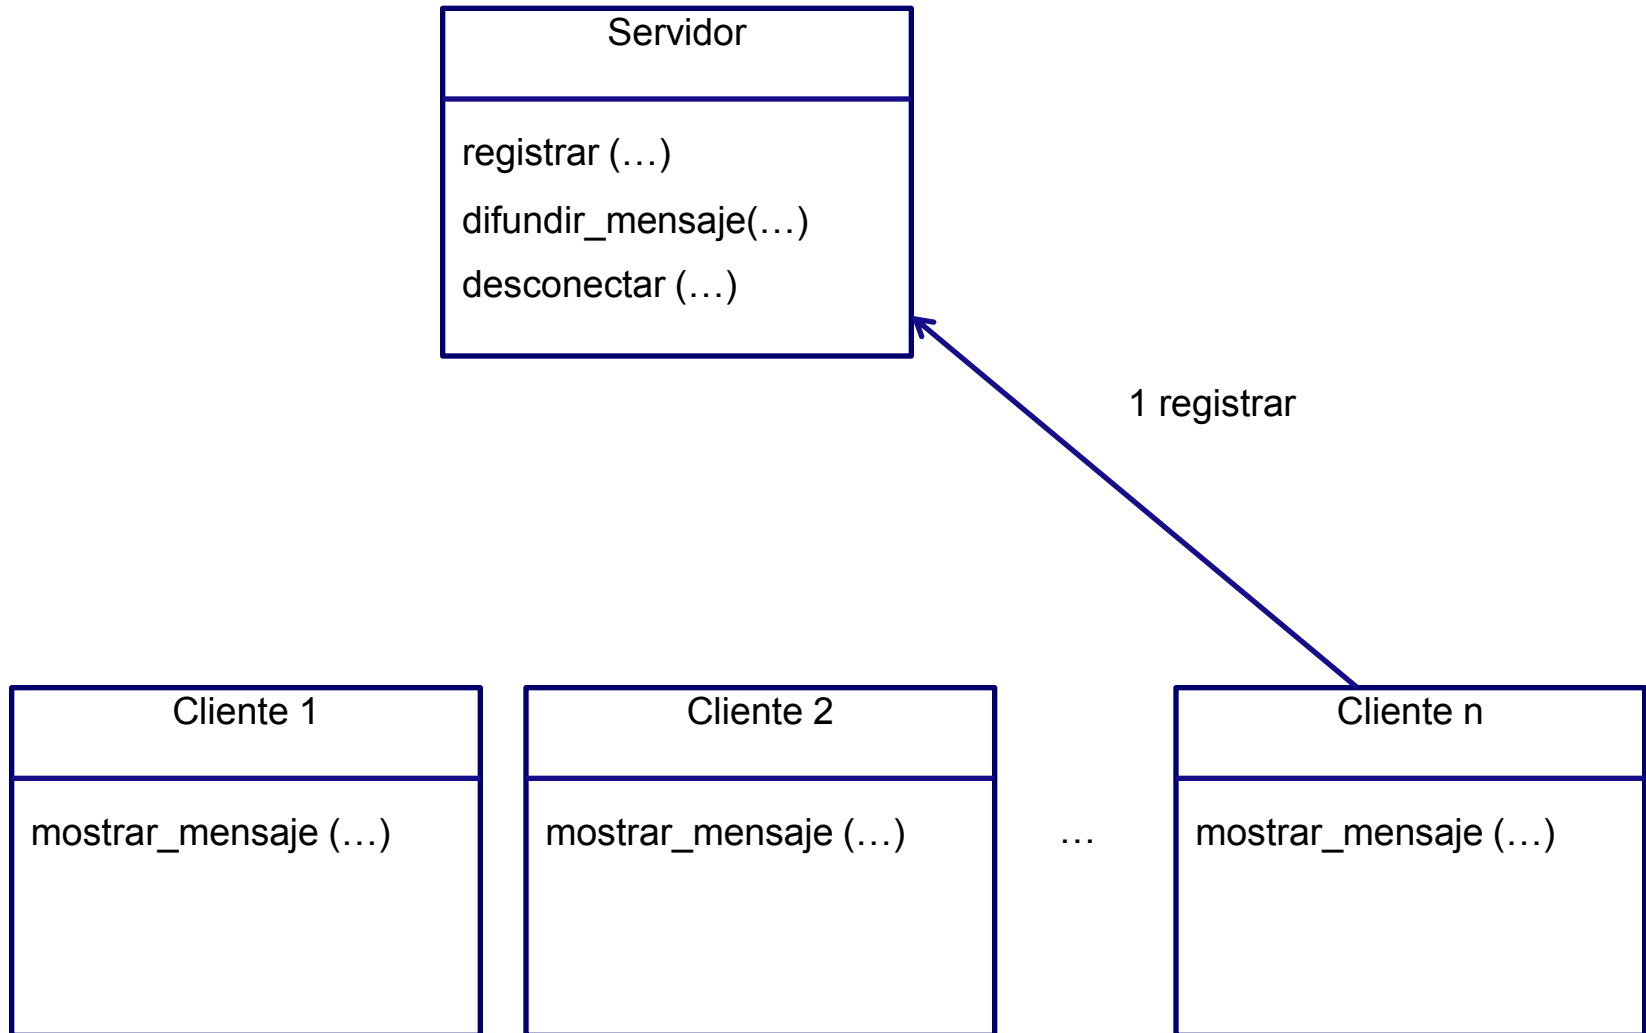 Servidor
registrar (…)
difundir_mensaje(…)
desconectar (…)
1 registrar
Cliente 1
Cliente 2
Cliente n
mostrar_mensaje (…)
mostrar_mensaje (…)
…
mostrar_mensaje (…)